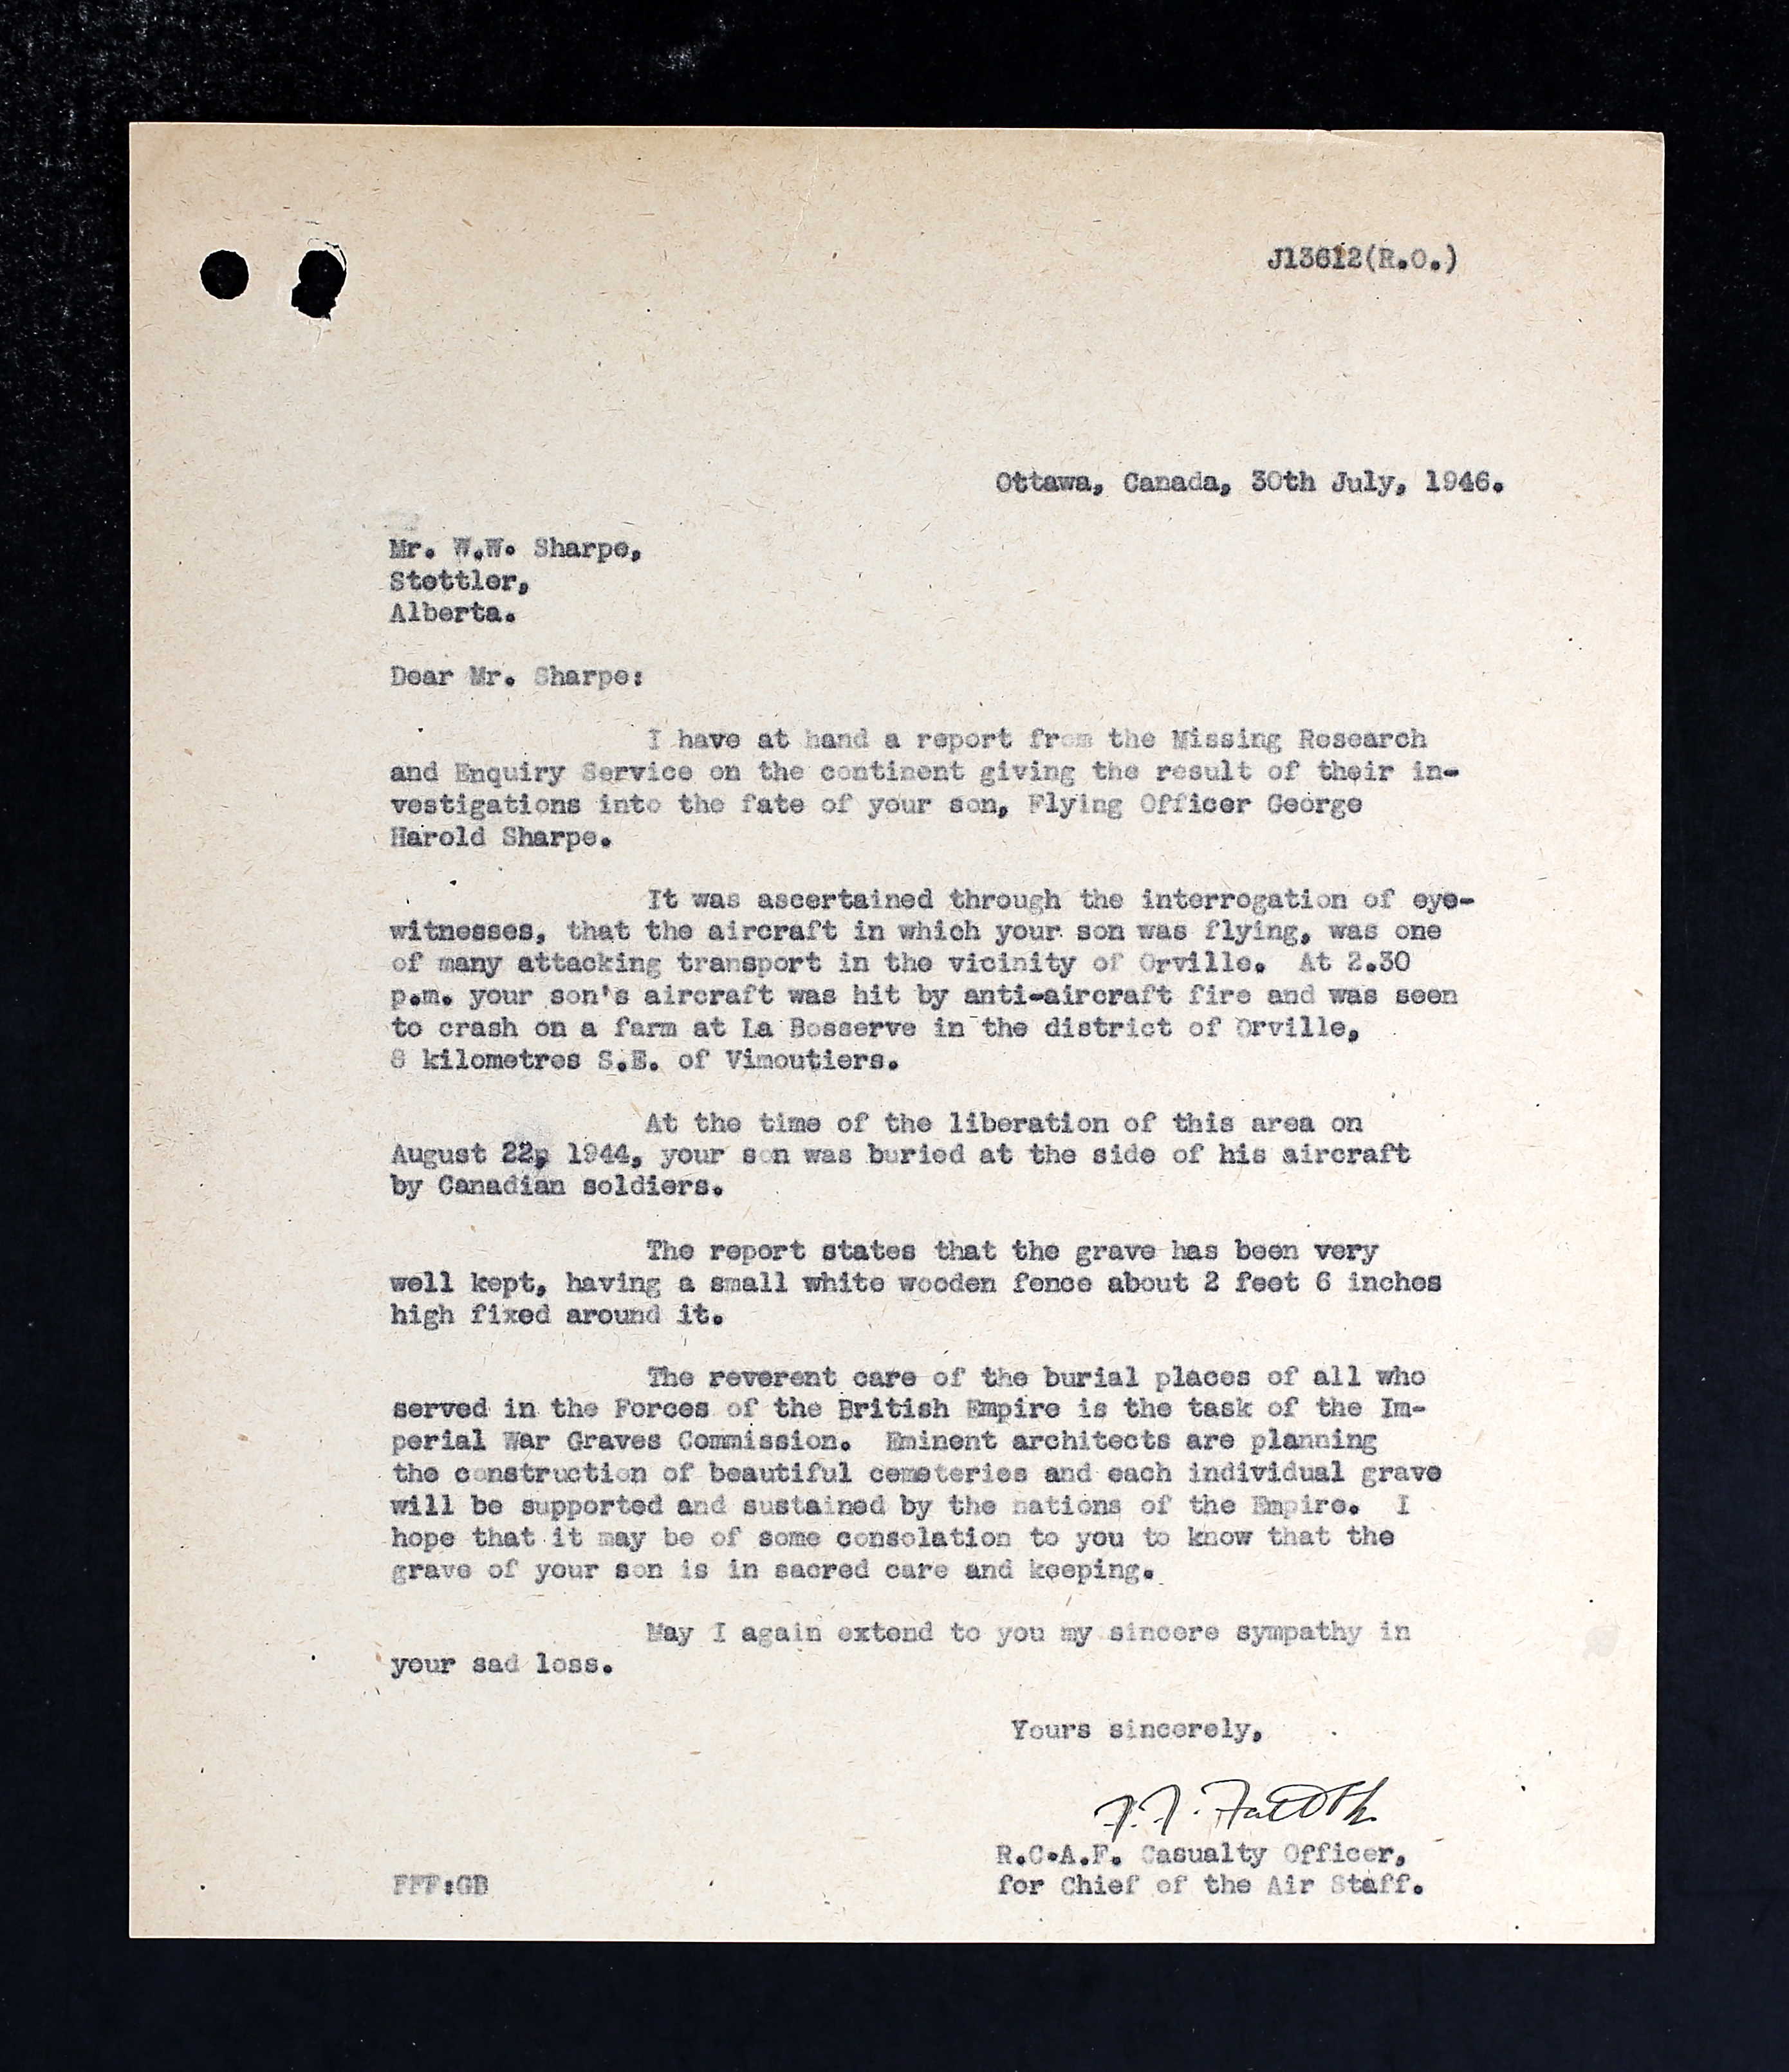 J13612(R.O.)
Ottawa, Canada, 30th July, 1946.
Mr. W.W. Sharpe,
Stettler,
Alberta.
Dear Mr. Sharpe:
I have at hand a report from the Missing Research
and Enquiry Service on the continent giving the result of their in-
vestigations into the fate of your son, Flying Officer George
Harold Sharpe.
It was ascertained through the interrogation of eye-
witnesses, that the aircraft in which your son was flying, was one
of many attacking transport in the vicinity of Orville. At 2.30
p.m. your son's aircraft was hit by anti-aircraft fire and was seen
to crash on a farm at La Bosserve in the district of Orville,
8 kilometres S.E. of Vimoutiers.
At the time of the liberation of this area on
August 22, 1944, your son was buried at the side of his aircraft
by Canadian soldiers.
The report states that the grave has been very
well kept, having a small white wooden fence about 2 feet 6 inches
high fixed around it.
The reverent care of the burial places of all who
served in the Forces of the British Empire is the task of the Im-
perial War Graves Commission. Eminent architects are planning
the construction of beautiful cemeteries and each individual grave
will be supported and sustained by the nations of the Empire. I
hope that it may be of some consolation to you to know that the
grave of your son is in sacred care and keeping.
May I again extend to you my sincere sympathy in
your sad loss.
Yours sincerely,
R.C.A.F. Casualty Officer,
for Chief of the Air Staff.
FFF:GB